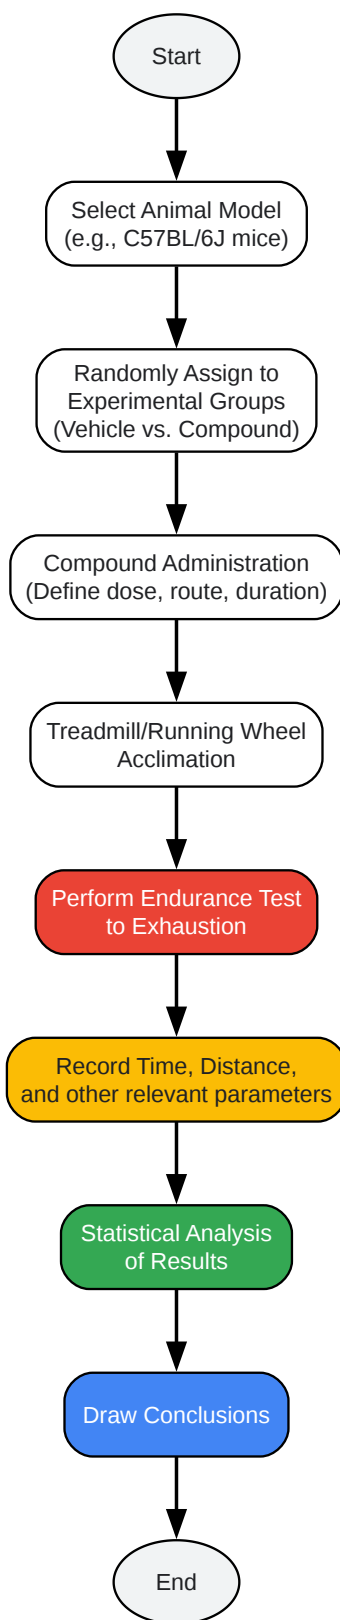 Start
Select Animal Model
(e.g., C57BL/6J mice)
Randomly Assign to
Experimental Groups
(Vehicle vs. Compound)
Compound Administration
(Define dose, route, duration)
Treadmill/Running Wheel
Acclimation
Perform Endurance Test
to Exhaustion
Record Time, Distance,
and other relevant parameters
Statistical Analysis
of Results
Draw Conclusions
End